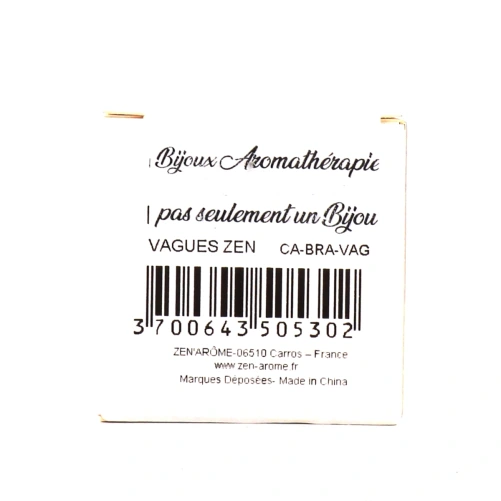 Bijoux Aromathérapie
pas seulement un Bijou
VAGUES ZEN CA-BRA-VAG
3 700643 505302
ZEN'ARÔME-06510 Carros – France
www.zen-arome.fr
Marques Déposées- Made in China